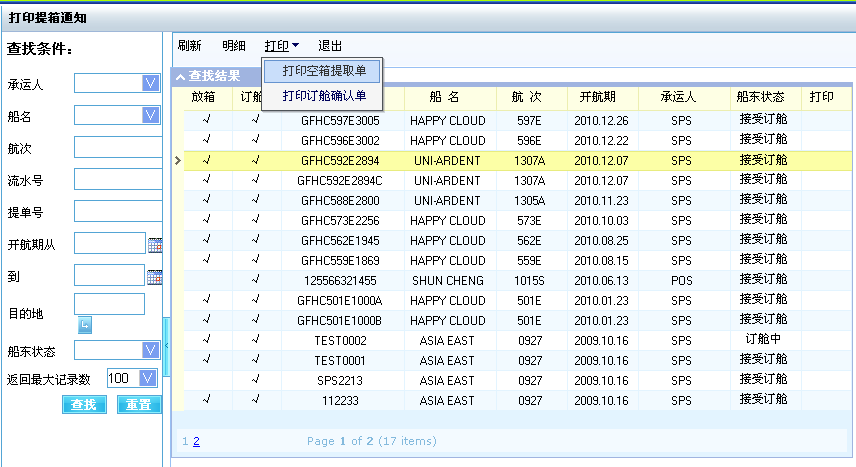 打印提箱通知
查找条件：
承运人
船名
航次
流水号
提单号
开航期从
到
目的地
船东状态
返回最大记录数 100
查找 重置
刷新 明细 打印 退出
打印空箱提取单
打印订舱确认单
查找结果
放箱 订舱 船 名 航 次 开航期 承运人 船东状态 打印
√ √ GFHC597E3005 HAPPY CLOUD 597E 2010.12.26 SPS 接受订舱
√ √ GFHC596E3002 HAPPY CLOUD 596E 2010.12.22 SPS 接受订舱
√ √ GFHC592E2894 UNI-ARDENT 1307A 2010.12.07 SPS 接受订舱
√ √ GFHC592E2894C UNI-ARDENT 1307A 2010.12.07 SPS 接受订舱
√ √ GFHC588E2800 UNI-ARDENT 1305A 2010.11.23 SPS 接受订舱
√ √ GFHC573E2256 HAPPY CLOUD 573E 2010.10.03 SPS 接受订舱
√ √ GFHC562E1945 HAPPY CLOUD 562E 2010.08.25 SPS 接受订舱
√ √ GFHC559E1869 HAPPY CLOUD 559E 2010.08.15 SPS 接受订舱
√ 125566321455 SHUN CHENG 1015S 2010.06.13 POS 接受订舱
√ √ GFHC501E1000A HAPPY CLOUD 501E 2010.01.23 SPS 接受订舱
√ √ GFHC501E1000B HAPPY CLOUD 501E 2010.01.23 SPS 接受订舱
√ √ TEST0002 ASIA EAST 0927 2009.10.16 SPS 订舱中
√ √ TEST0001 ASIA EAST 0927 2009.10.16 SPS 接受订舱
√ SPS2213 ASIA EAST 0927 2009.10.16 SPS 接受订舱
√ √ 112233 ASIA EAST 0927 2009.10.16 SPS 接受订舱
1 2 Page 1 of 2 (17 items)